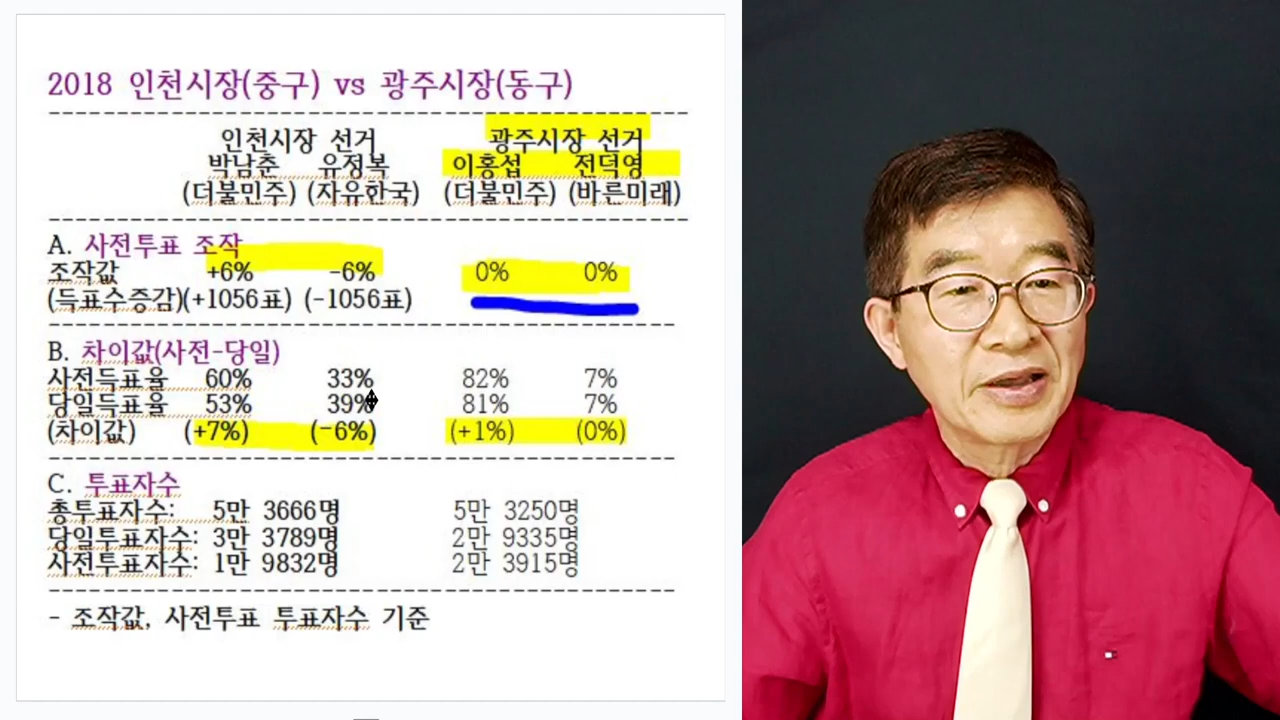 2018 인천시장(중구) vs 광주시장(동구)
인천시장 선거 광주시장 선거
박남춘 유정복 이흥섭 전덕영
(더불민주) (자유한국) (더불민주) (바른미래)
A. 사전투표 조작
조작값 +6% -6% 0% 0%
(득표수증감)(+1056표) (-1056표)
B. 차이값(사전-당일)
사전득표율 60% 33% 82% 7%
당일득표율 53% 39% 81% 7%
(차이값) (+7%) (-6%) (+1%) (0%)
C. 투표자수
총투표자수: 5만 3666명 5만 3250명
당일투표자수: 3만 3789명 2만 9335명
사전투표자수: 1만 9832명 2만 3915명
- 조작값, 사전투표 투표자수 기준